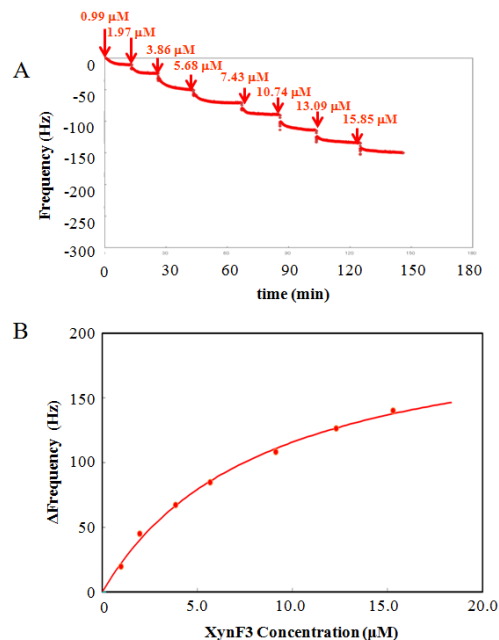 0.99 µM
1.97 µM
3.86 µM
5.68 µM
7.43 µM
10.74 µM
13.09 µM
15.85 µM
A
0
-50
-100
-150
-200
-250
-300
Frequency (Hz)
0 30 60 90 120 150 180
time (min)
B
200
150
100
50
0
ΔFrequency (Hz)
0 5.0 10.0 15.0 20.0
XynF3 Concentration (µM)